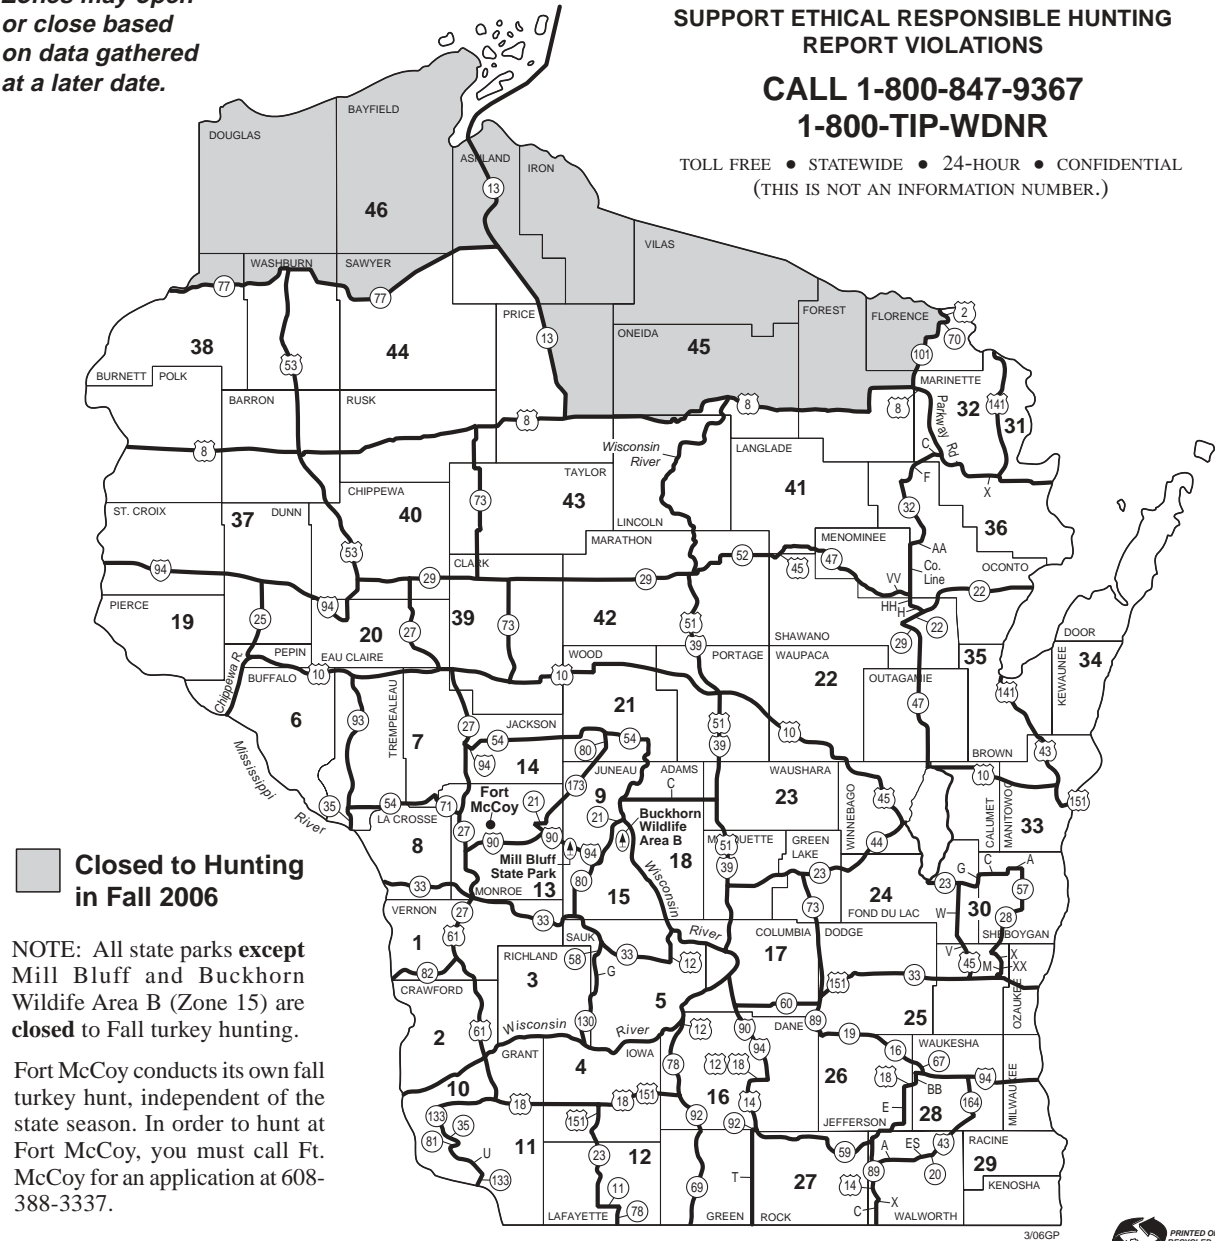 Zones may open
or close based
on data gathered
at a later date.
SUPPORT ETHICAL RESPONSIBLE HUNTING
REPORT VIOLATIONS
CALL 1-800-847-9367
1-800-TIP-WDNR
TOLL FREE ● STATEWIDE ● 24-HOUR ● CONFIDENTIAL
(THIS IS NOT AN INFORMATION NUMBER.)
BAYFIELD
DOUGLAS
ASHLAND
IRON
13
46
VILAS
WASHBURN
SAWYER
77
77
PRICE
FOREST
FLORENCE
2
70
ONEIDA
13
45
101
38
44
53
BURNETT
POLK
MARINETTE
BARRON
RUSK
8
8
8
Parkway Rd
32
141
31
8
Wisconsin
River
LANGLADE
C
F
X
TAYLOR
43
41
CHIPPEWA
40
73
ST. CROIX
37
DUNN
LINCOLN
32
36
MARATHON
MENOMINEE
53
52
47
45
AA
Co.
Line
OCONTO
94
CLARK
29
29
VV
22
HH
H
PIERCE
19
94
25
20
27
39
73
42
51
39
SHAWANO
22
29
DOOR
PEPIN
EAU CLAIRE
WOOD
PORTAGE
WAUPACA
35
KEWAUNEE
34
Chippewa R.
BUFFALO
10
10
22
OUTAGAMIE
141
6
93
TREMPEALEAU
7
27
JACKSON
21
51
39
10
47
BROWN
43
Mississippi
River
54
80
54
94
14
JUNEAU
ADAMS
C
WAUSHARA
10
CALUMET
MANITOWOC
151
173
9
23
WINNEBAGO
45
33
35
54
71
Fort
McCoy
21
21
Buckhorn
Wildlife
Area B
LA CROSSE
8
27
90
90
94
18
MARQUETTE
51
39
GREEN
LAKE
44
Mill Bluff
State Park
MONROE
13
80
15
Wisconsin
River
23
24
FOND DU LAC
23
G
C
A
57
30
28
W
SHEBOYGAN
Closed to Hunting
in Fall 2006
33
VERNON
27
33
73
1
61
SAUK
58
33
12
COLUMBIA
17
DODGE
V
45
M
X
XX
82
RICHLAND
3
G
5
151
33
OZAUKEE
NOTE: All state parks except
Mill Bluff and Buckhorn
Wildife Area B (Zone 15) are
closed to Fall turkey hunting.
CRAWFORD
2
61
Wisconsin
130
River
60
89
25
12
90
94
DANE
19
16
WAUKESHA
67
GRANT
4
IOWA
78
12
18
26
18
BB
94
MILWAUKEE
Fort McCoy conducts its own fall
turkey hunt, independent of the
state season. In order to hunt at
Fort McCoy, you must call Ft.
McCoy for an application at 608-
388-3337.
10
18
18
151
16
14
E
28
164
133
35
81
U
11
151
92
92
JEFFERSON
59
A
ES
43
20
RACINE
29
KENOSHA
133
23
12
11
78
LAFAYETTE
69
GREEN
T
27
ROCK
89
14
C
X
WALWORTH
3/06GP
PRINTED ON